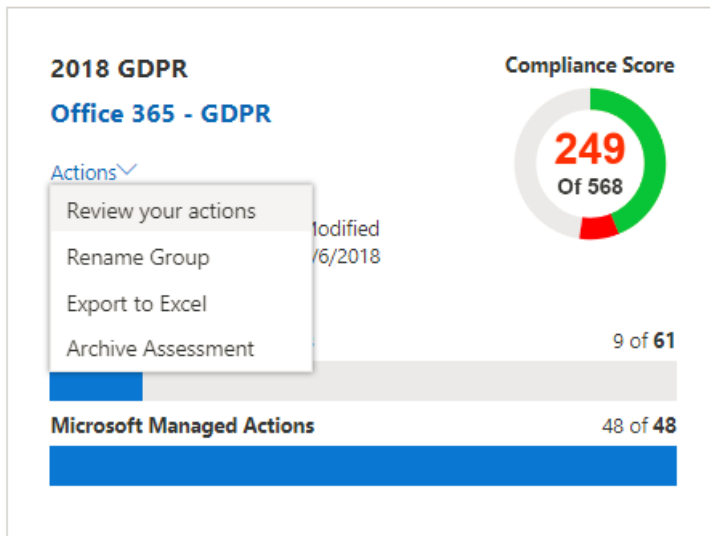 2018 GDPR
Compliance Score
Office 365 - GDPR
249
Of 568
Actions
Review your actions
Rename Group
Export to Excel
Archive Assessment
/6/2018
9 of 61
Microsoft Managed Actions
48 of 48